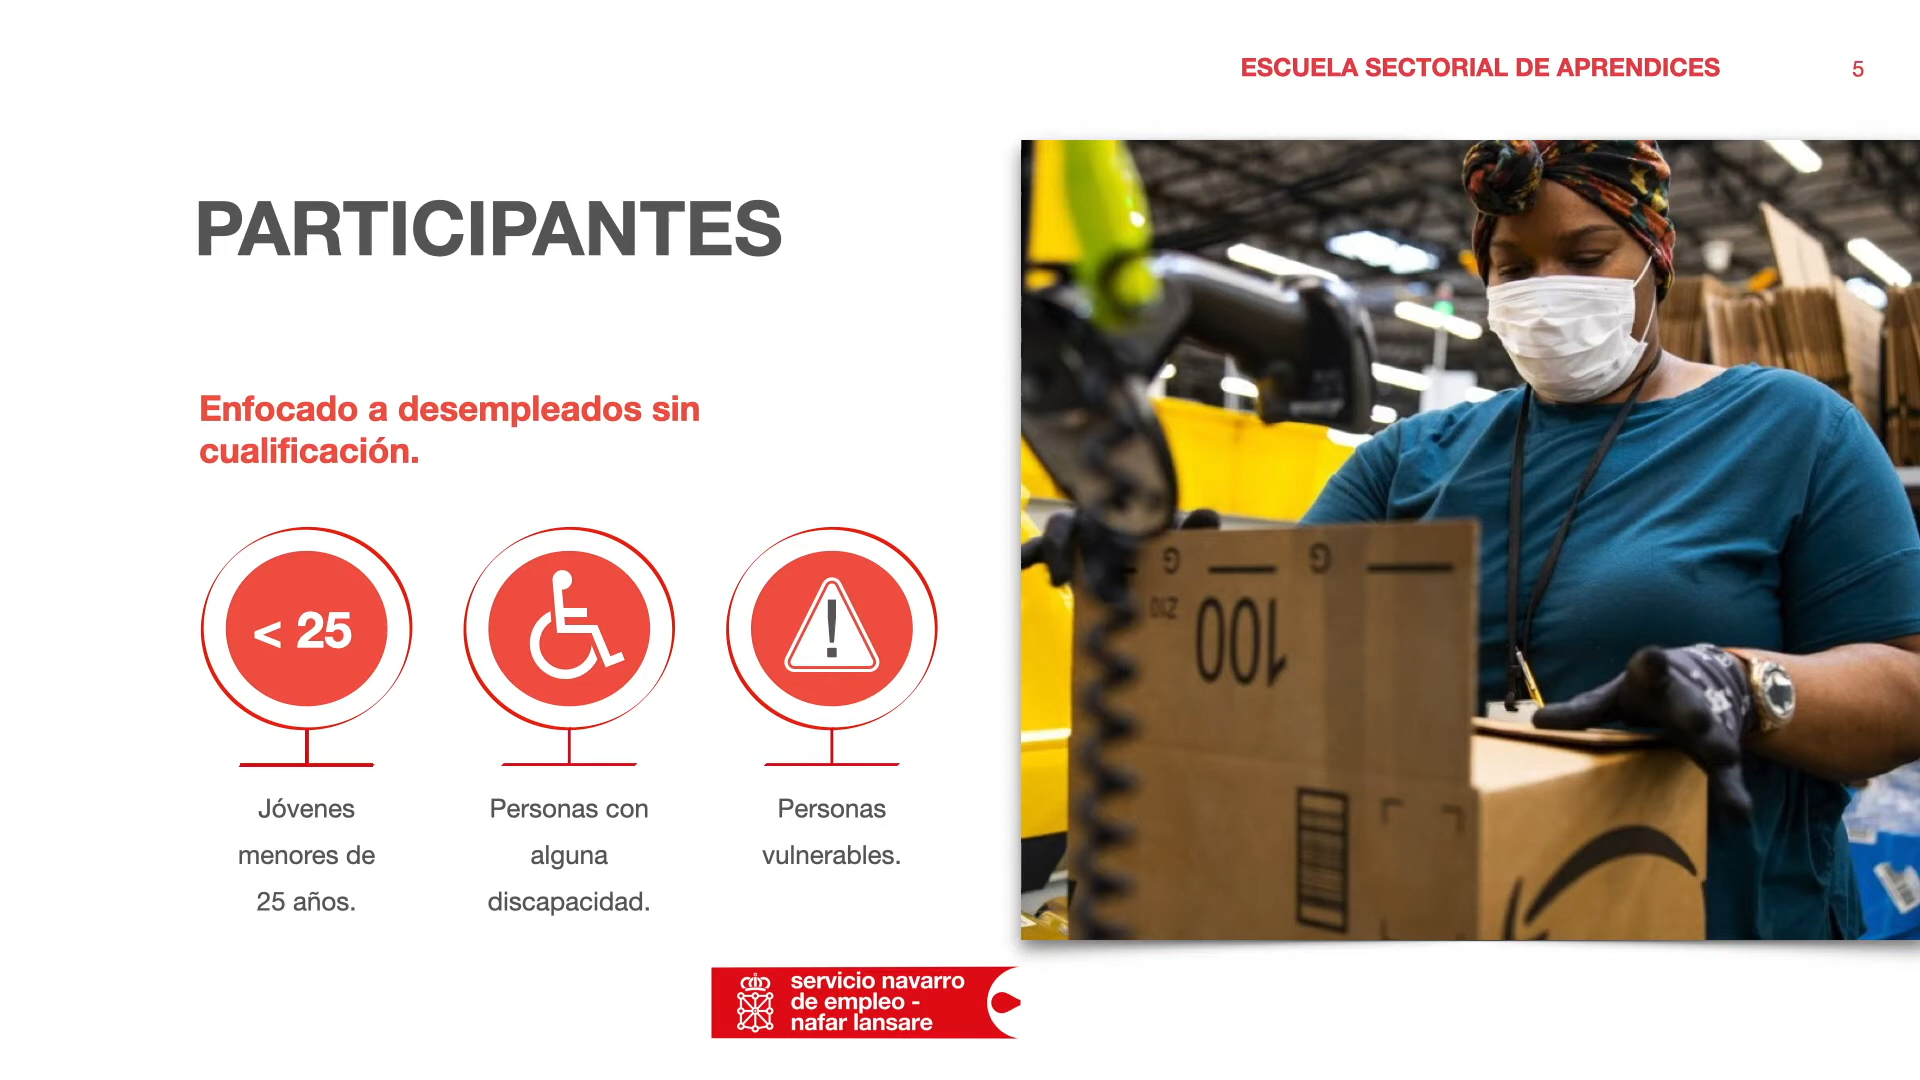 ESCUELA SECTORIAL DE APRENDICES
5
PARTICIPANTES
Enfocado a desempleados sin
cualificación.
< 25
!
Jóvenes
menores de
25 años.
Personas con
alguna
discapacidad.
Personas
vulnerables.
G G
100
servicio navarro
de empleo -
nafar lansare